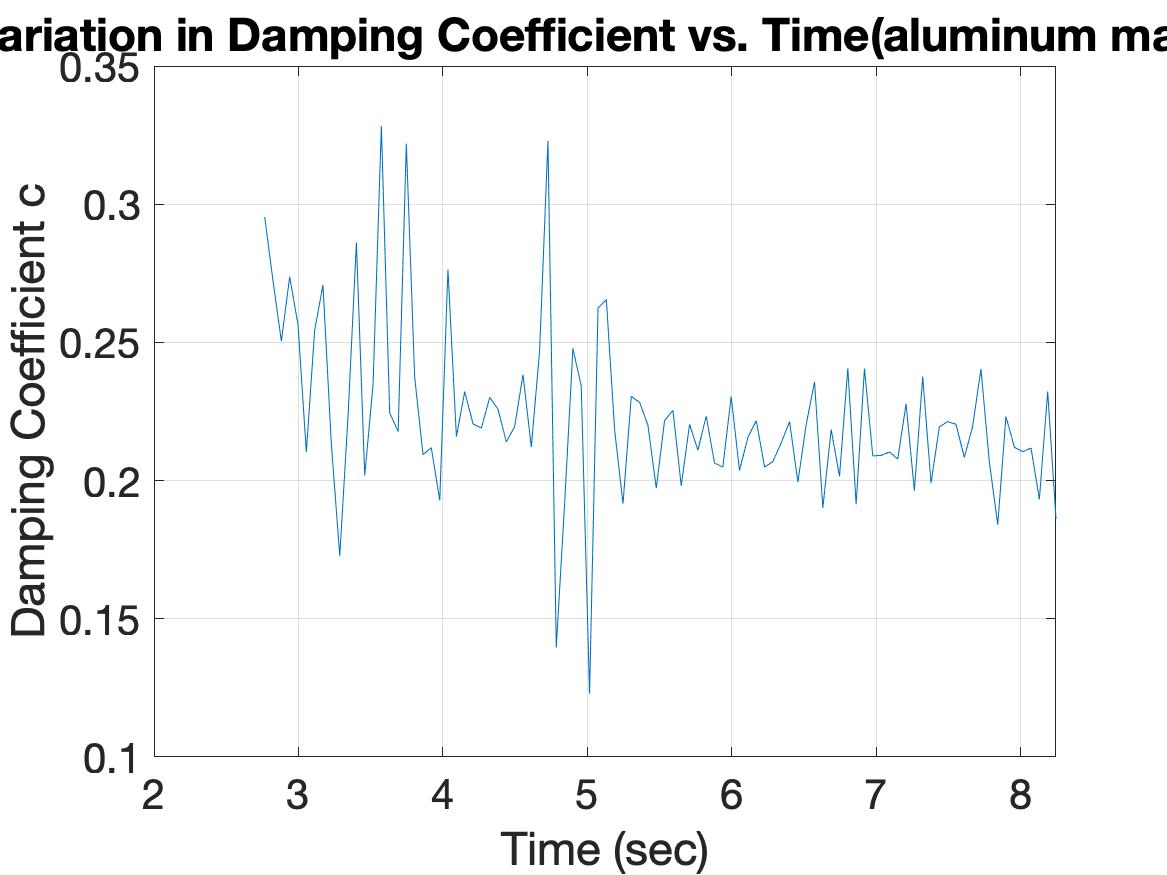 ariation in Damping Coefficient vs. Time(aluminum ma
0.35
0.3
0.25
0.2
0.15
0.1
Damping Coefficient c
2 3 4 5 6 7 8
Time (sec)